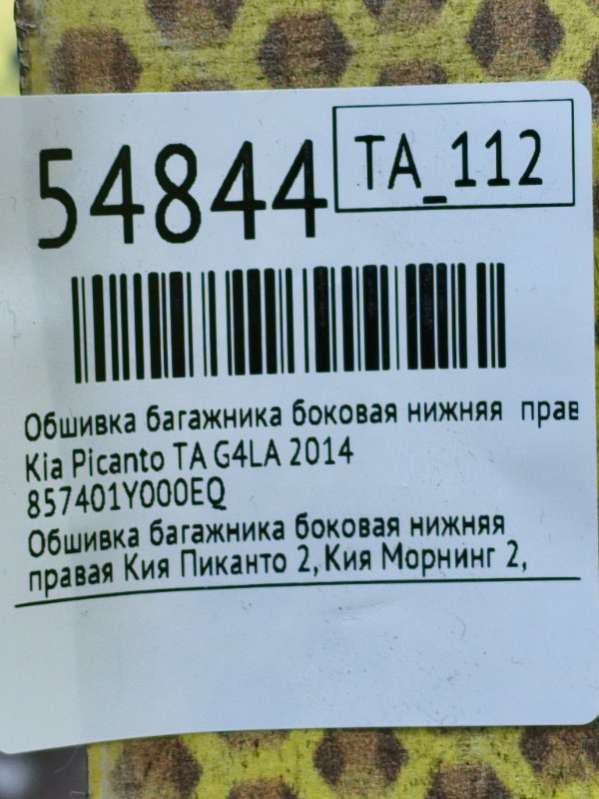 54844
TA_112
Обшивка багажника боковая нижняя прав
Kia Picanto TA G4LA 2014
857401Y000EQ
Обшивка багажника боковая нижняя
правая Кия Пиканто 2, Кия Морнинг 2,